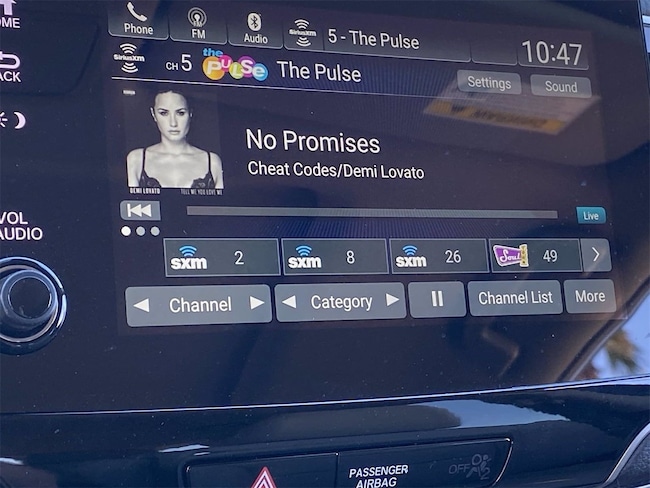 HOME
BACK
VOL
AUDIO
Phone
FM
Audio
SiriusXM
5 - The Pulse
10:47
SiriusXM
CH 5
the PULSE
The Pulse
Settings
Sound
DEMI LOVATO TELL ME YOU LOVE ME
No Promises
Cheat Codes/Demi Lovato
Live
sxm 2
sxm 8
sxm 26
Soul 49
Channel
Category
Channel List
More
PASSENGER
AIRBAG
OFF